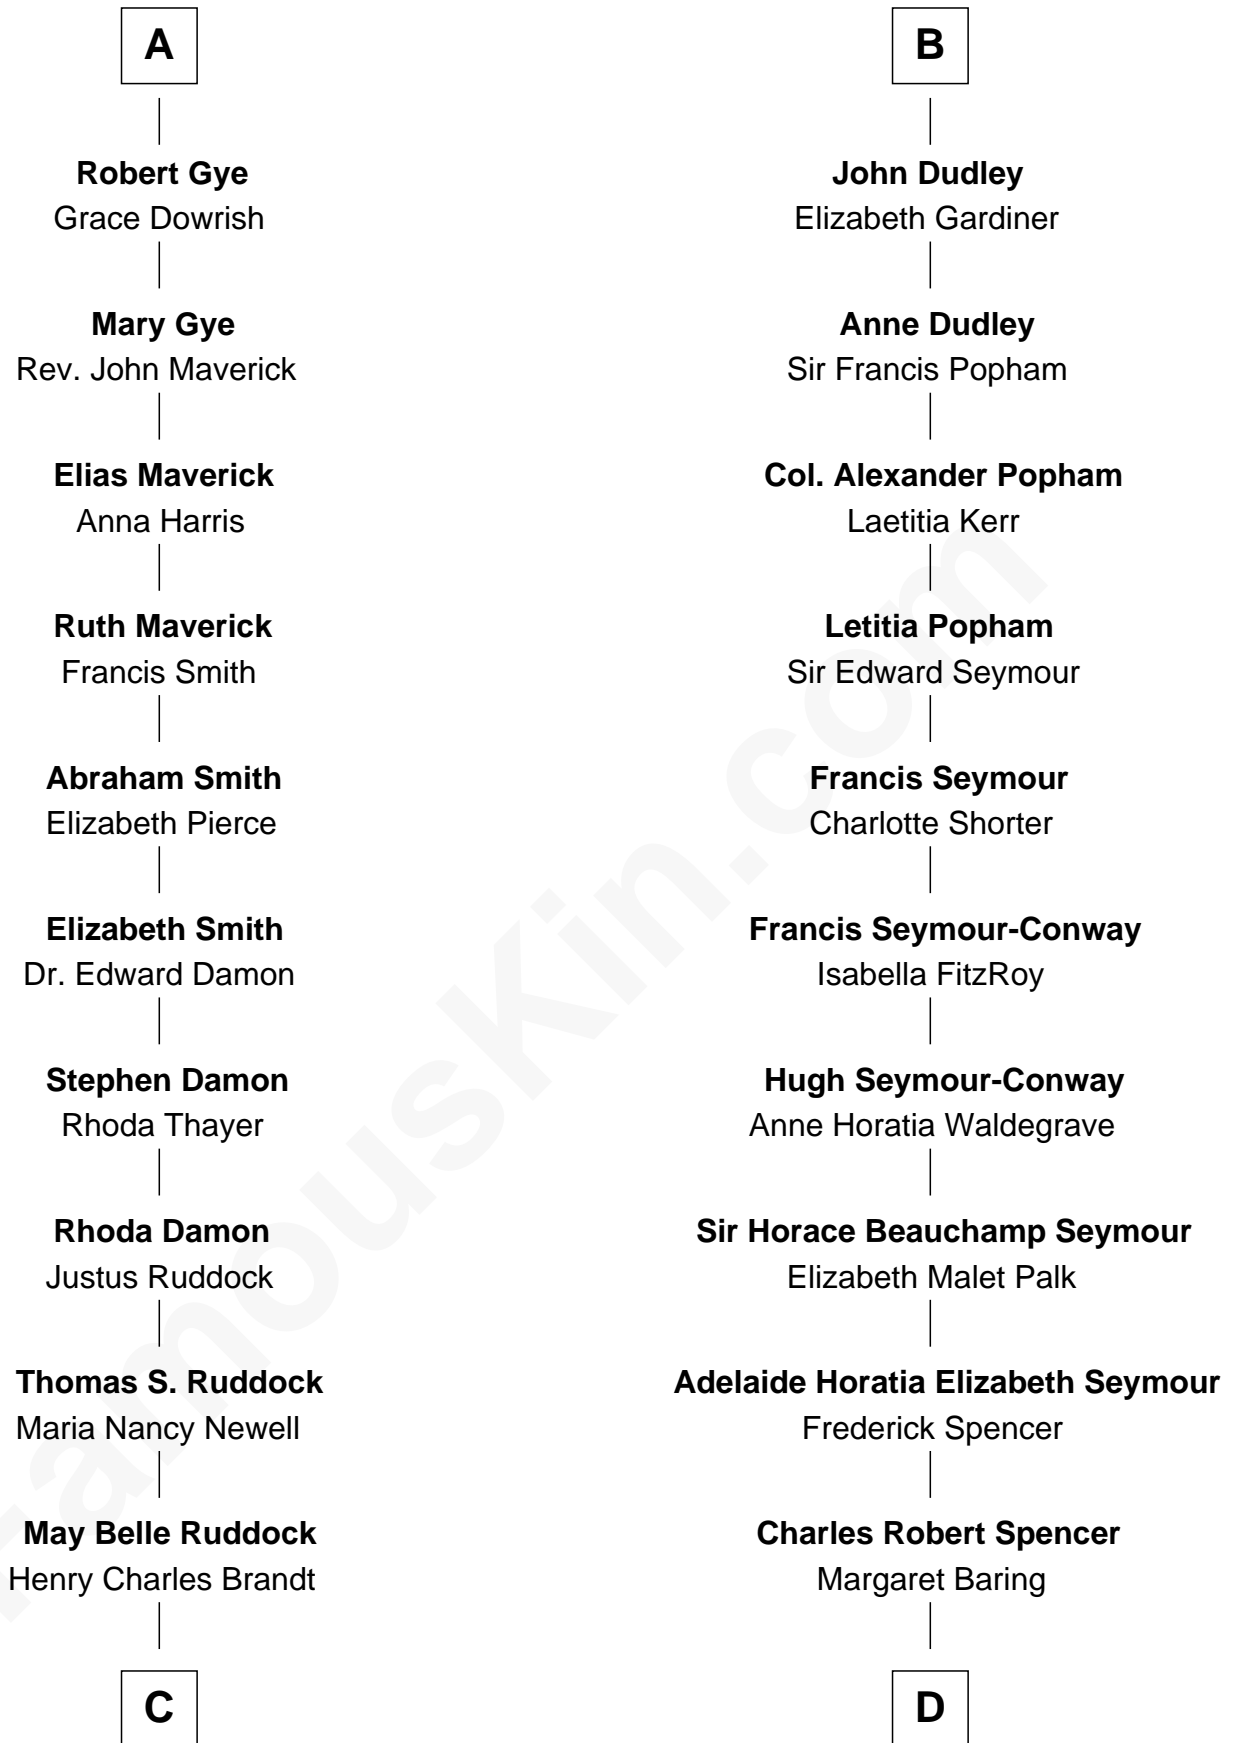 A
Robert Gye
Grace Dowrish
Mary Gye
Rev. John Maverick
Elias Maverick
Anna Harris
Ruth Maverick
Francis Smith
Abraham Smith
Elizabeth Pierce
Elizabeth Smith
Dr. Edward Damon
Stephen Damon
Rhoda Thayer
Rhoda Damon
Justus Ruddock
Thomas S. Ruddock
Maria Nancy Newell
May Belle Ruddock
Henry Charles Brandt
C
B
John Dudley
Elizabeth Gardiner
Anne Dudley
Sir Francis Popham
Col. Alexander Popham
Laetitia Kerr
Letitia Popham
Sir Edward Seymour
Francis Seymour
Charlotte Shorter
Francis Seymour-Conway
Isabella FitzRoy
Hugh Seymour-Conway
Anne Horatia Waldegrave
Sir Horace Beauchamp Seymour
Elizabeth Malet Palk
Adelaide Horatia Elizabeth Seymour
Frederick Spencer
Charles Robert Spencer
Margaret Baring
D
FamousKin.com